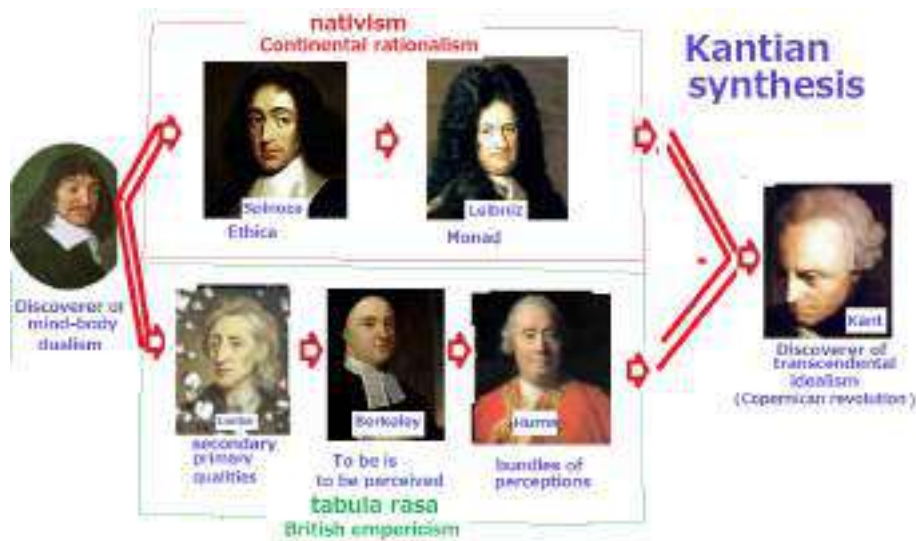 nativism
Continental rationalism
Kantian
synthesis
Spinoza
Ethica
Leibniz
Monad
Discoverer of
mind-body
dualism
Locke
secondary
primary
qualities
Berkeley
To be is
to be perceived
Hume
bundles of
perceptions
Kant
Discoverer of
transcendental
idealism
(Copernican revolution)
tabula rasa
British empericism